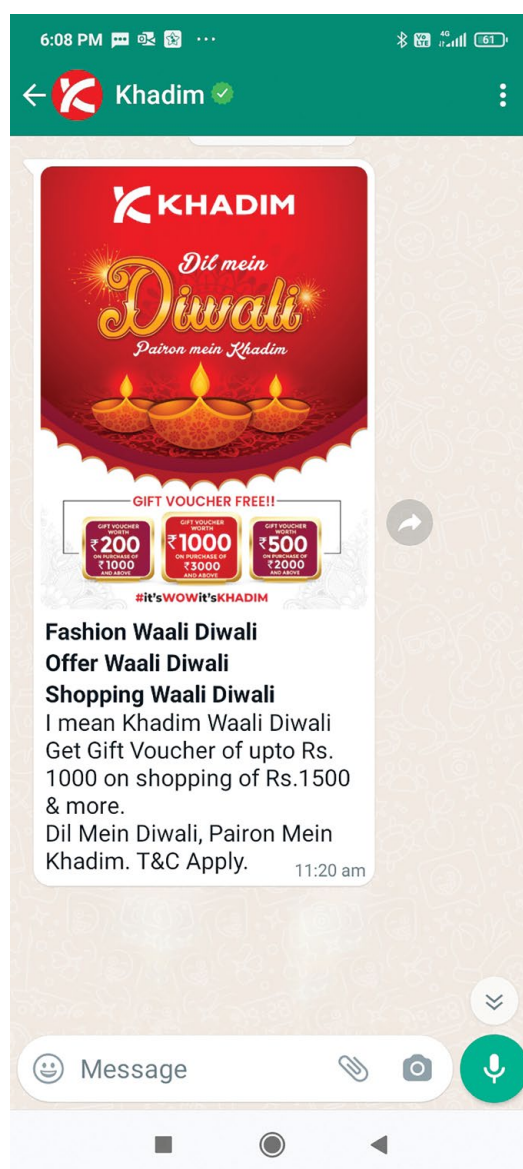 6:08 PM ...
4G
Vo LTE
61
Khadim
KHADIM
Dil mein
Diwali
Pairon mein Khadim
GIFT VOUCHER FREE!!
GIFT VOUCHER WORTH ₹200 ON PURCHASE OF ₹1000 AND ABOVE
GIFT VOUCHER WORTH ₹1000 ON PURCHASE OF ₹3000 AND ABOVE
GIFT VOUCHER WORTH ₹500 ON PURCHASE OF ₹2000 AND ABOVE
#it'sWOWit'sKHADIM
Fashion Waali Diwali
Offer Waali Diwali
Shopping Waali Diwali
I mean Khadim Waali Diwali
Get Gift Voucher of upto Rs.
1000 on shopping of Rs.1500
& more.
Dil Mein Diwali, Pairon Mein
Khadim. T&C Apply.
11:20 am
Message